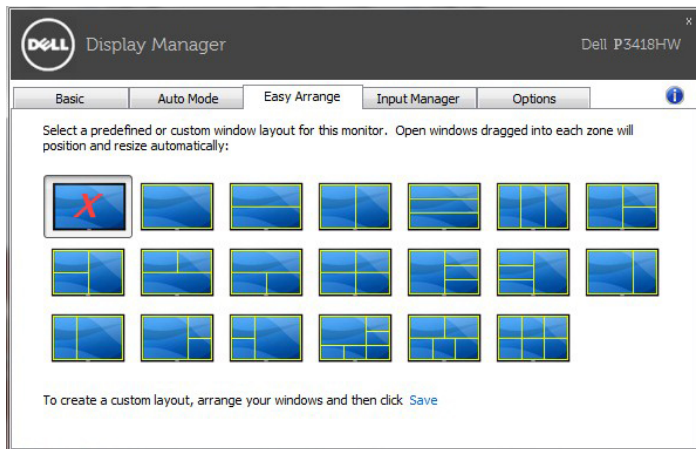 x
DELL
Display Manager
Dell P3418HW
Basic
Auto Mode
Easy Arrange
Input Manager
Options
i
Select a predefined or custom window layout for this monitor. Open windows dragged into each zone will
position and resize automatically:
X
To create a custom layout, arrange your windows and then click Save